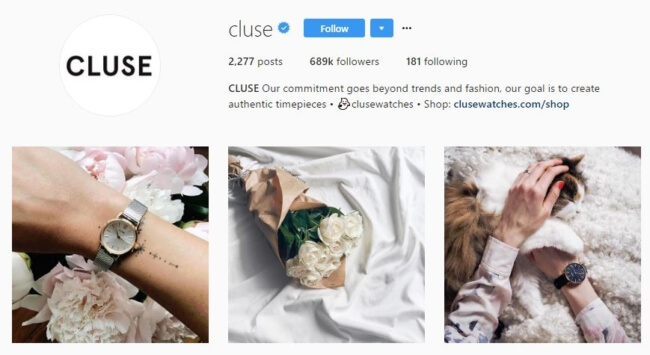 CLUSE
cluse
Follow
2,277 posts 689k followers 181 following
CLUSE Our commitment goes beyond trends and fashion, our goal is to create
authentic timepieces • clusewatches • Shop: clusewatches.com/shop